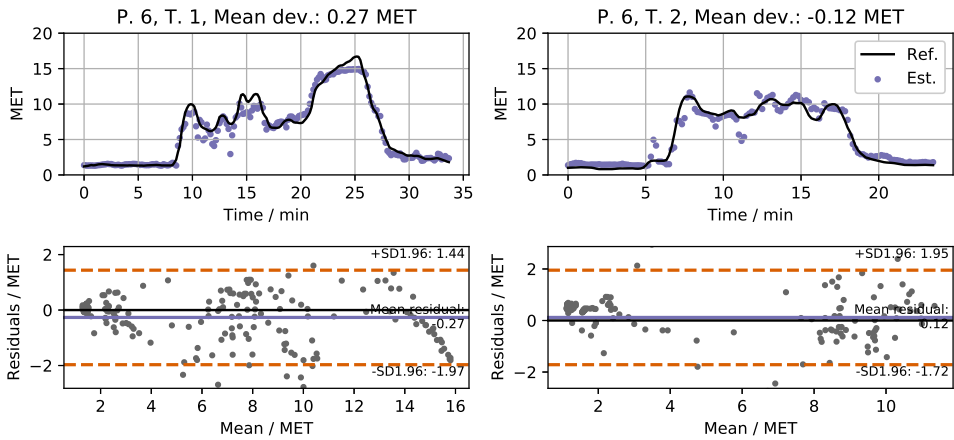 P. 6, T. 1, Mean dev.: 0.27 MET
20
15
10
5
0
MET
0 5 10 15 20 25 30 35
Time / min
P. 6, T. 2, Mean dev.: -0.12 MET
20
15
10
5
0
MET
Ref.
Est.
0 5 10 15 20
Time / min
2
0
−2
Residuals / MET
+SD1.96: 1.44
Mean residual:
-0.27
-SD1.96: -1.97
2 4 6 8 10 12 14 16
Mean / MET
2
0
−2
Residuals / MET
+SD1.96: 1.95
Mean residual:
0.12
-SD1.96: -1.72
2 4 6 8 10
Mean / MET